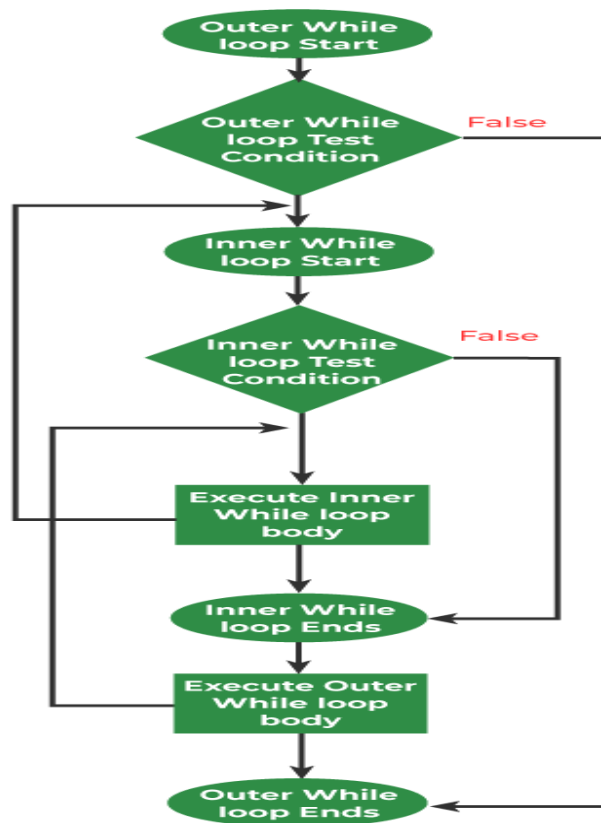 Outer While
loop Start
Outer While
loop Test
Condition
False
Inner While
loop Start
Inner While
loop Test
Condition
False
Execute Inner
While loop
body
Inner While
loop Ends
Execute Outer
While loop
body
Outer While
loop Ends